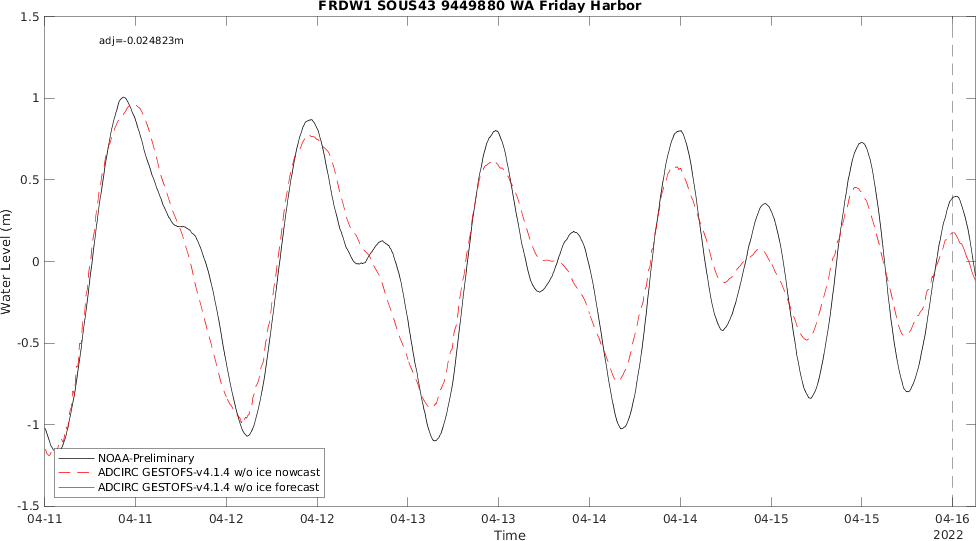 FRDW1 SOUS43 9449880 WA Friday Harbor
1.5
adj=-0.024823m
1
0.5
0
-0.5
-1
-1.5
Water Level (m)
NOAA-Preliminary
ADCIRC GESTOFS-v4.1.4 w/o ice nowcast
ADCIRC GESTOFS-v4.1.4 w/o ice forecast
04-11 04-11 04-12 04-12 04-13 04-13 04-14 04-14 04-15 04-15 04-16
Time
2022